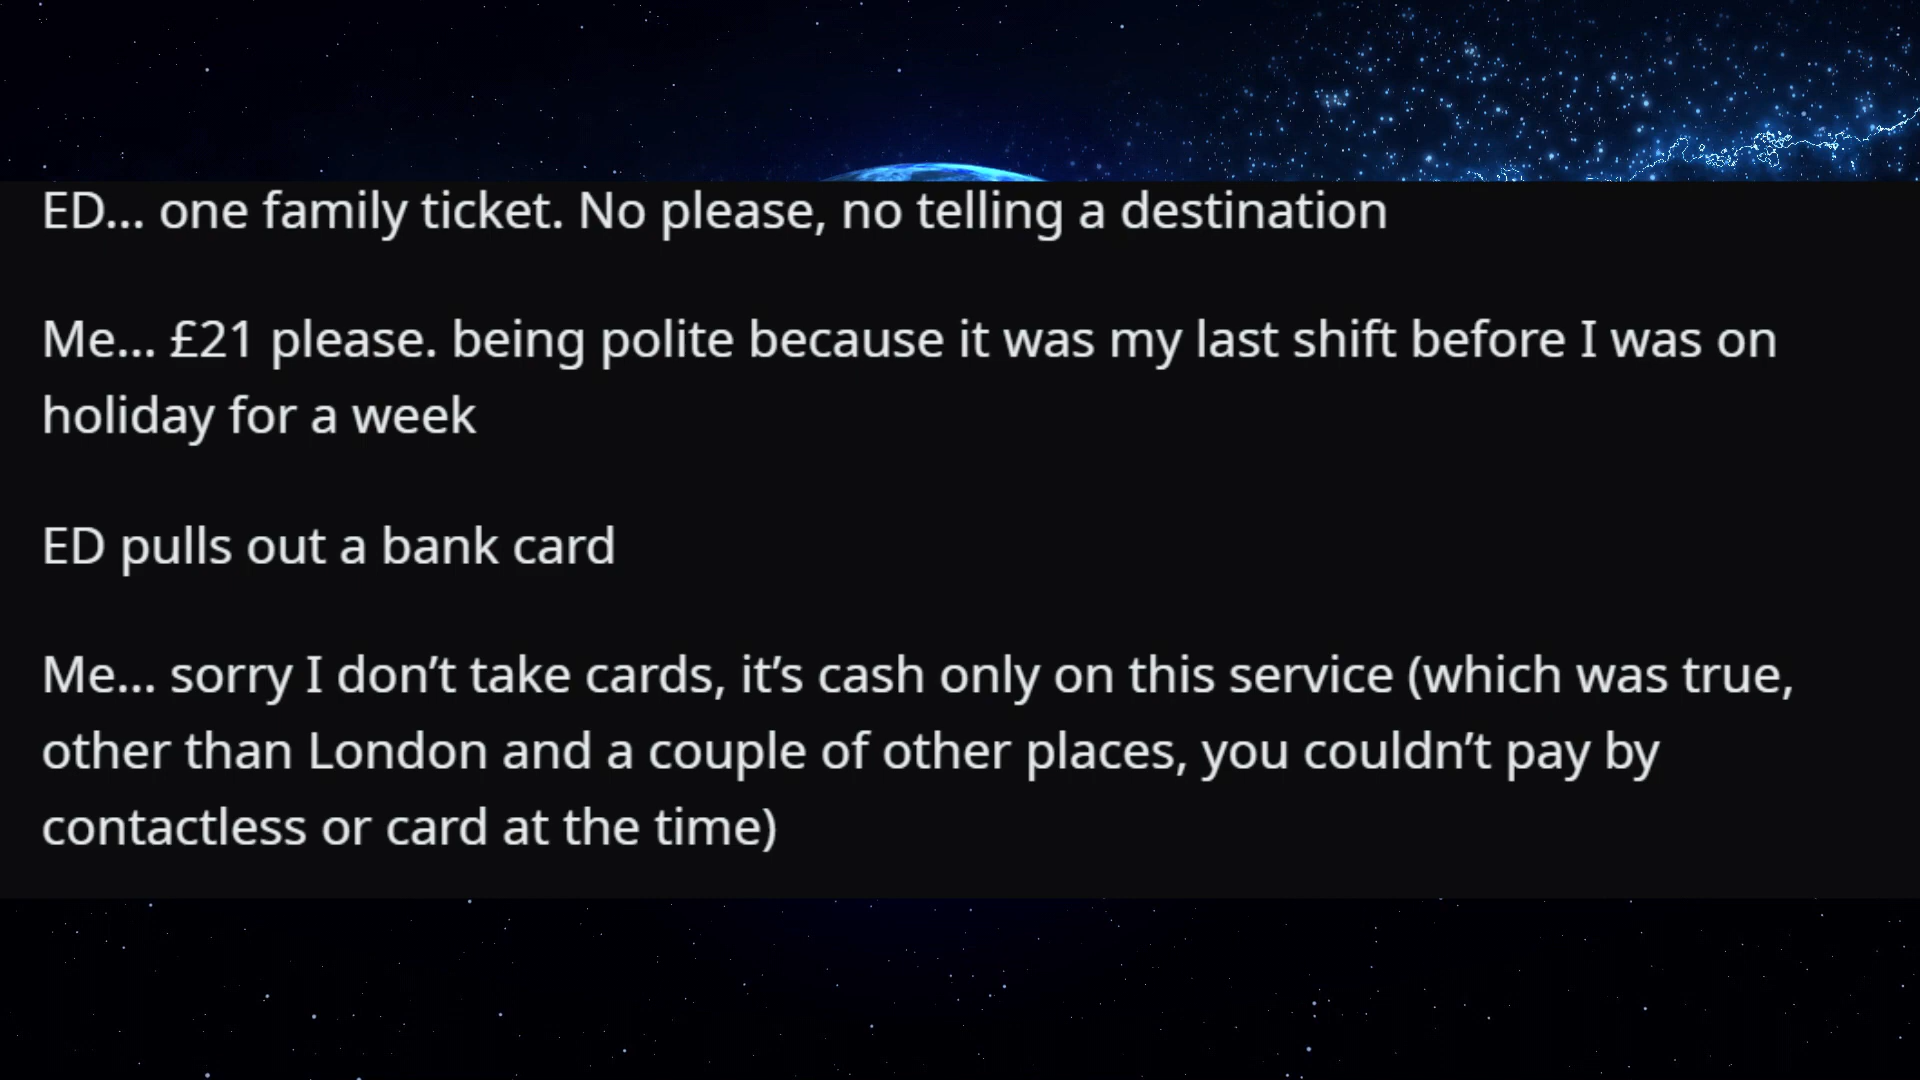 ED... one family ticket. No please, no telling a destination
Me... £21 please. being polite because it was my last shift before I was on
holiday for a week
ED pulls out a bank card
Me... sorry I don’t take cards, it’s cash only on this service (which was true,
other than London and a couple of other places, you couldn’t pay by
contactless or card at the time)